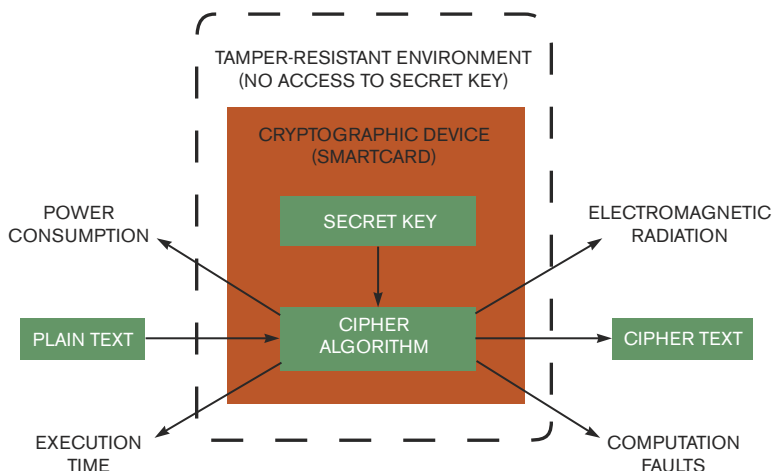 TAMPER-RESISTANT ENVIRONMENT
(NO ACCESS TO SECRET KEY)
CRYPTOGRAPHIC DEVICE
(SMARTCARD)
POWER
CONSUMPTION
SECRET KEY
ELECTROMAGNETIC
RADIATION
PLAIN TEXT
CIPHER
ALGORITHM
CIPHER TEXT
EXECUTION
TIME
COMPUTATION
FAULTS